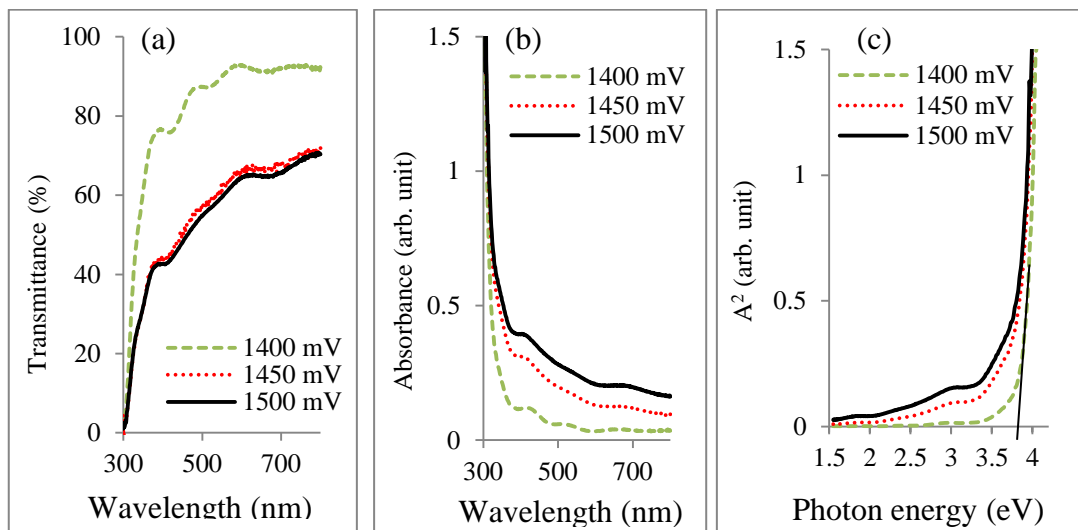 (a)
100
80
60
40
20
0
Transmittance (%)
1400 mV
1450 mV
1500 mV
300 500 700
Wavelength (nm)
(b)
1.5
1
0.5
0
Absorbance (arb. unit)
1400 mV
1450 mV
1500 mV
300 500 700
Wavelength (nm)
(c)
1.5
1
0.5
0
A² (arb. unit)
1400 mV
1450 mV
1500 mV
1.5 2 2.5 3 3.5 4
Photon energy (eV)